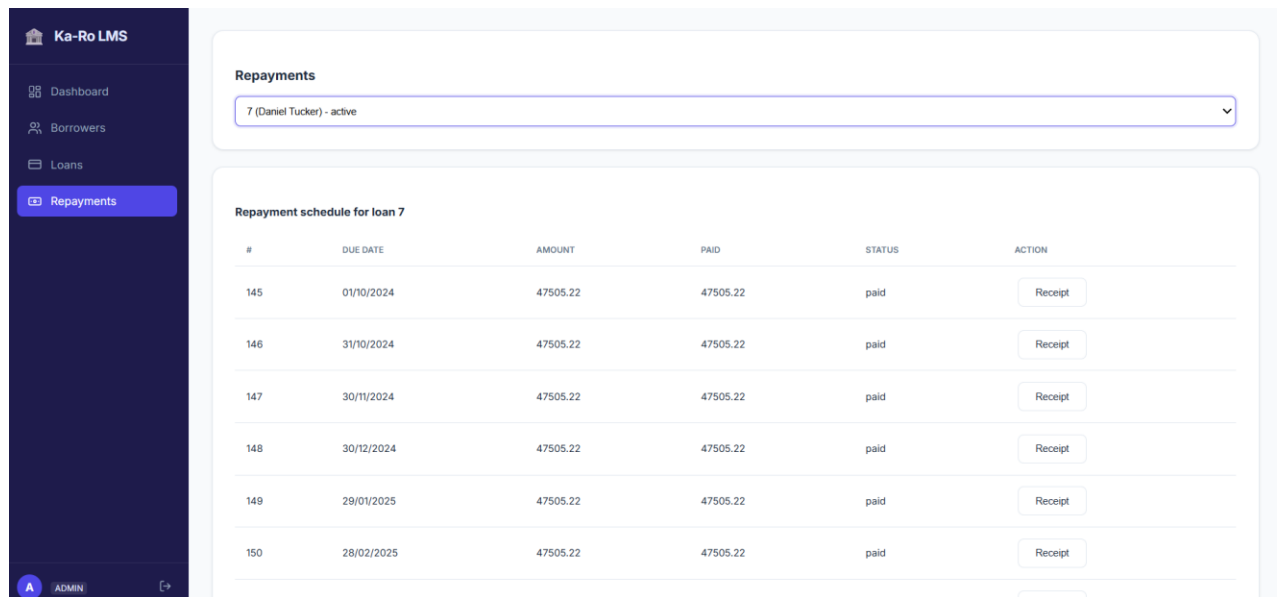 Ka-Ro LMS
Dashboard
Borrowers
Loans
Repayments
A ADMIN
Repayments
7 (Daniel Tucker) - active
Repayment schedule for loan 7
# DUE DATE AMOUNT PAID STATUS ACTION
145 01/10/2024 47505.22 47505.22 paid Receipt
146 31/10/2024 47505.22 47505.22 paid Receipt
147 30/11/2024 47505.22 47505.22 paid Receipt
148 30/12/2024 47505.22 47505.22 paid Receipt
149 29/01/2025 47505.22 47505.22 paid Receipt
150 28/02/2025 47505.22 47505.22 paid Receipt